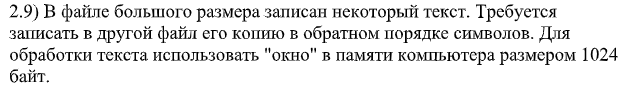 2.9) В файле большого размера записан некоторый текст. Требуется
записать в другой файл его копию в обратном порядке символов. Для
обработки текста использовать "окно" в памяти компьютера размером 1024
байт.